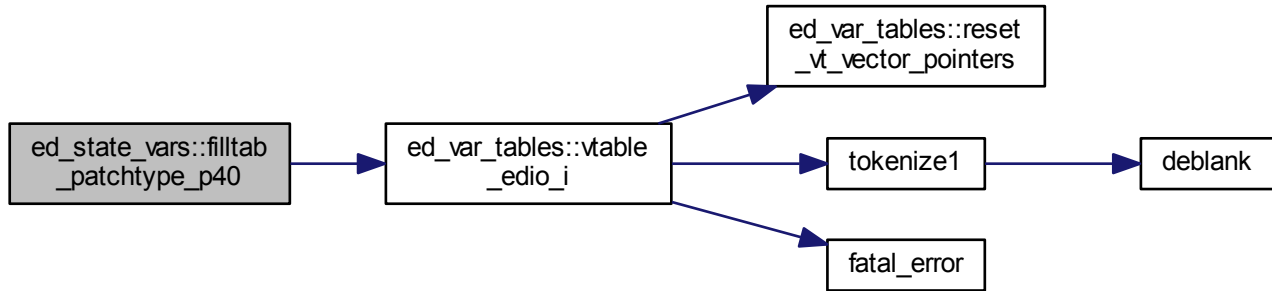 ed_state_vars::filltab
_patchtype_p40
ed_var_tables::vtable
_edio_i
ed_var_tables::reset
_vt_vector_pointers
tokenize1
deblank
fatal_error